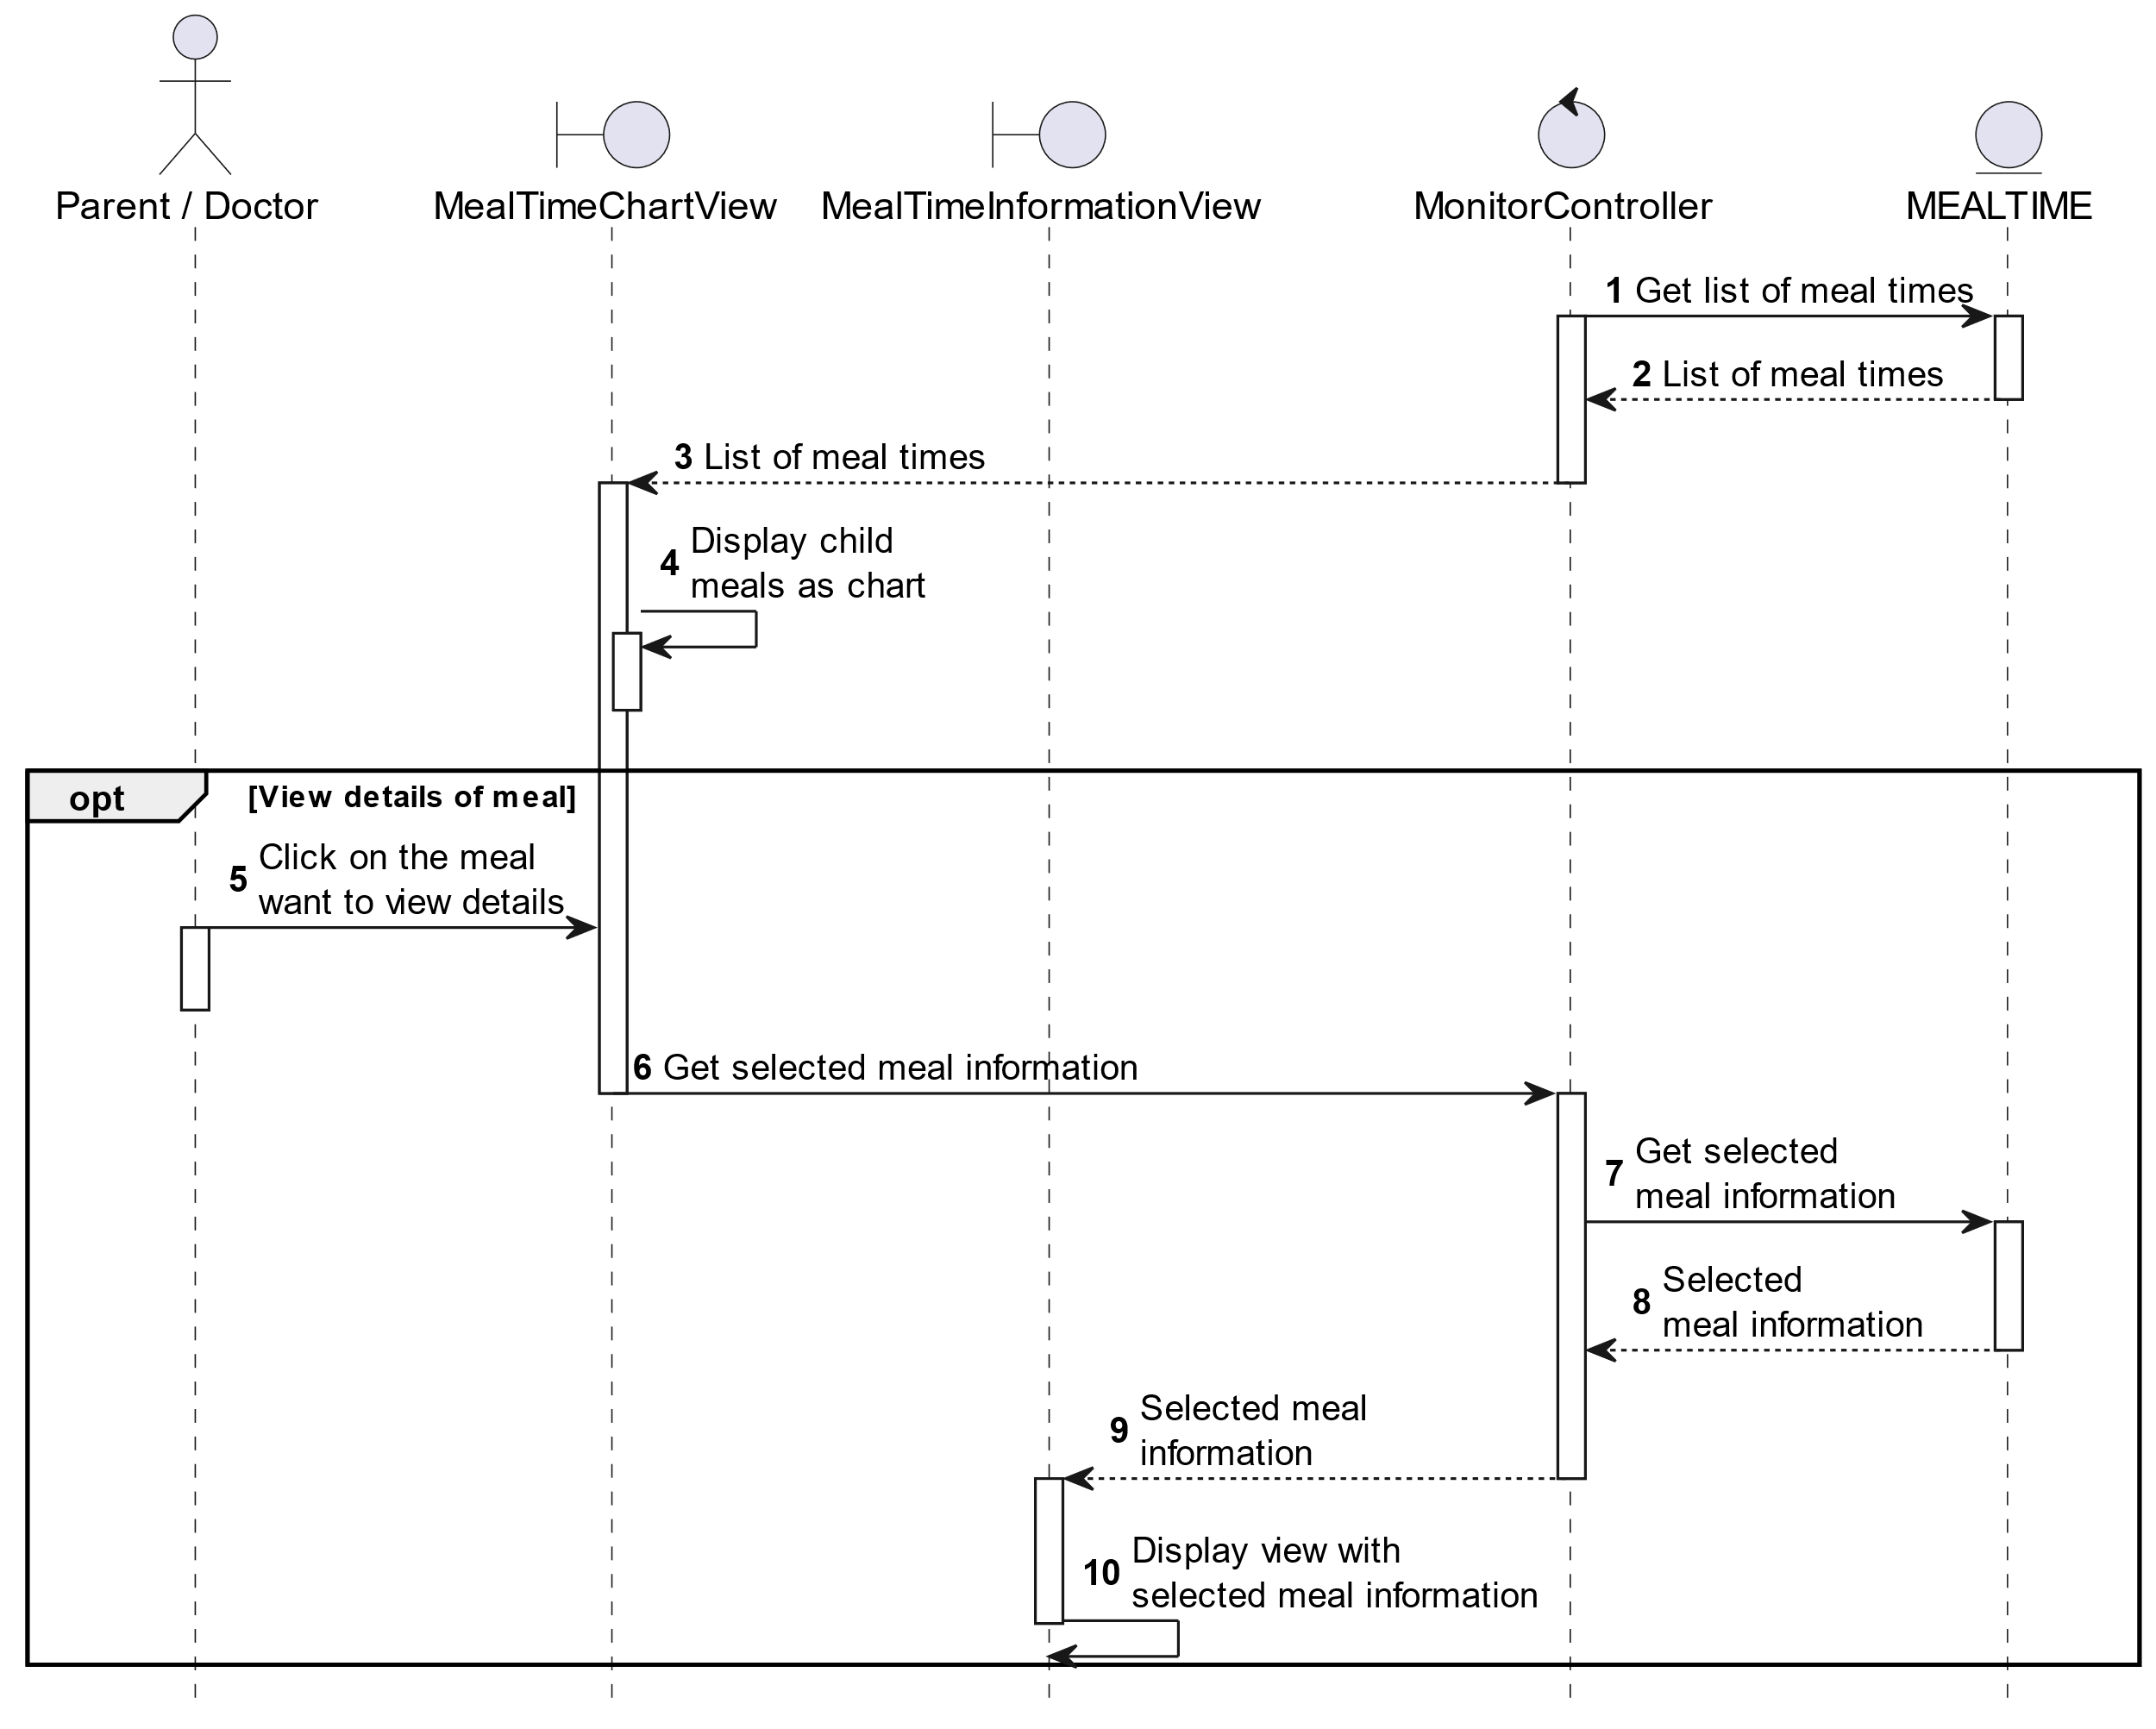 Parent / Doctor
MealTimeChartView
MealTimeInformationView
MonitorController
MEALTIME
1 Get list of meal times
2 List of meal times
3 List of meal times
4 Display child
meals as chart
opt [View details of meal]
5 Click on the meal
want to view details
6 Get selected meal information
7 Get selected
meal information
8 Selected
meal information
9 Selected meal
information
10 Display view with
selected meal information